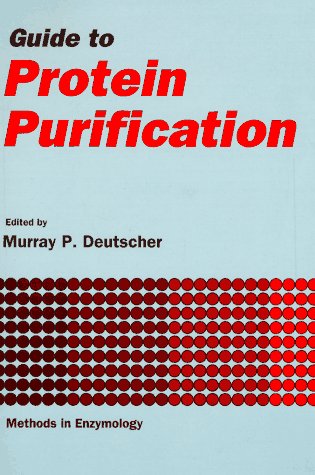 Guide to
Protein
Purification
Edited by
Murray P. Deutscher
Methods in Enzymology